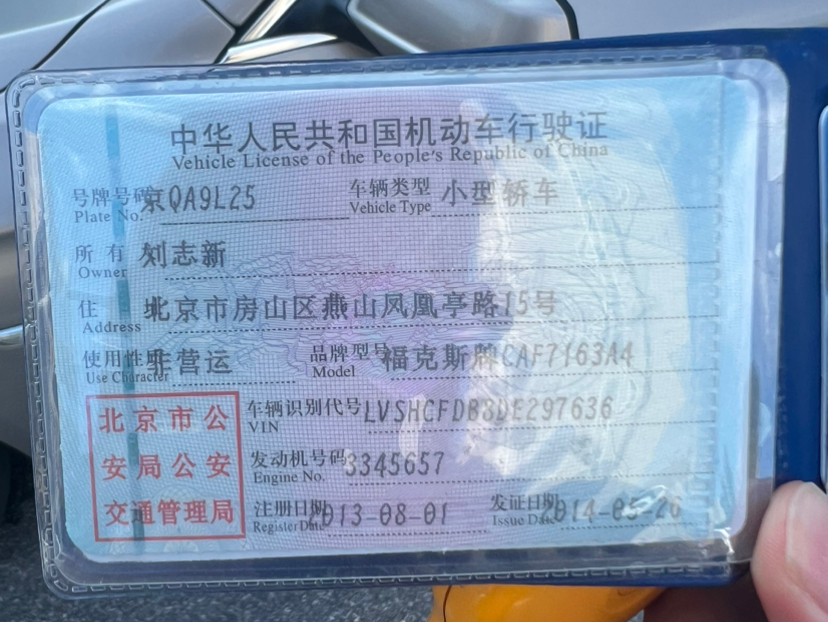 中华人民共和国机动车行驶证
Vehicle License of the People's Republic of China
号牌号码 京QA9L25 车辆类型 小型轿车
Plate No. Vehicle Type
所有 刘志新
Owner
住 北京市房山区燕山凤凰亭路15号
Address
使用性质 非营运 品牌型号 福克斯牌CAF7163A4
Use Character Model
北京市公
安局公安
交通管理局
车辆识别代号 LVSHCFDB8DE297636
VIN
发动机号码 3345657
Engine No.
注册日期 2013-08-01 发证日期 2014-05-26
Register Date Issue Date